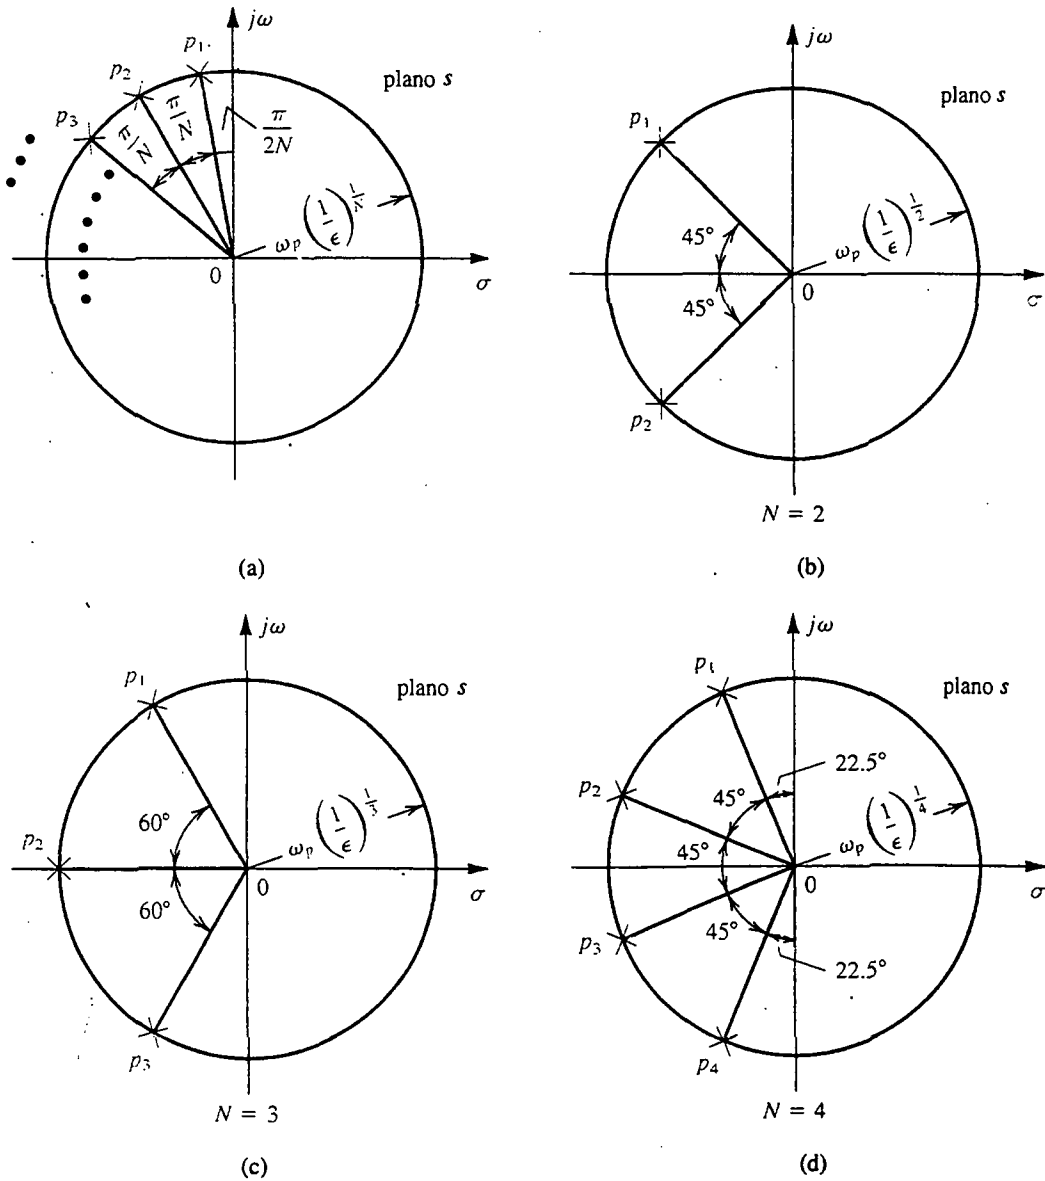 jω
p₁
p₂
p₃
plano s
π/N
π/N
π/2N
ωₚ (1/ε)^(1/N)
0
σ
(a)
jω
plano s
p₁
45°
45°
ωₚ (1/ε)^(1/2)
0
σ
p₂
N = 2
(b)
jω
plano s
p₁
60°
60°
p₂
ωₚ (1/ε)^(1/3)
0
σ
p₃
N = 3
(c)
jω
plano s
p₁
22.5°
p₂
45°
45°
45°
ωₚ (1/ε)^(1/4)
0
σ
p₃
22.5°
p₄
N = 4
(d)